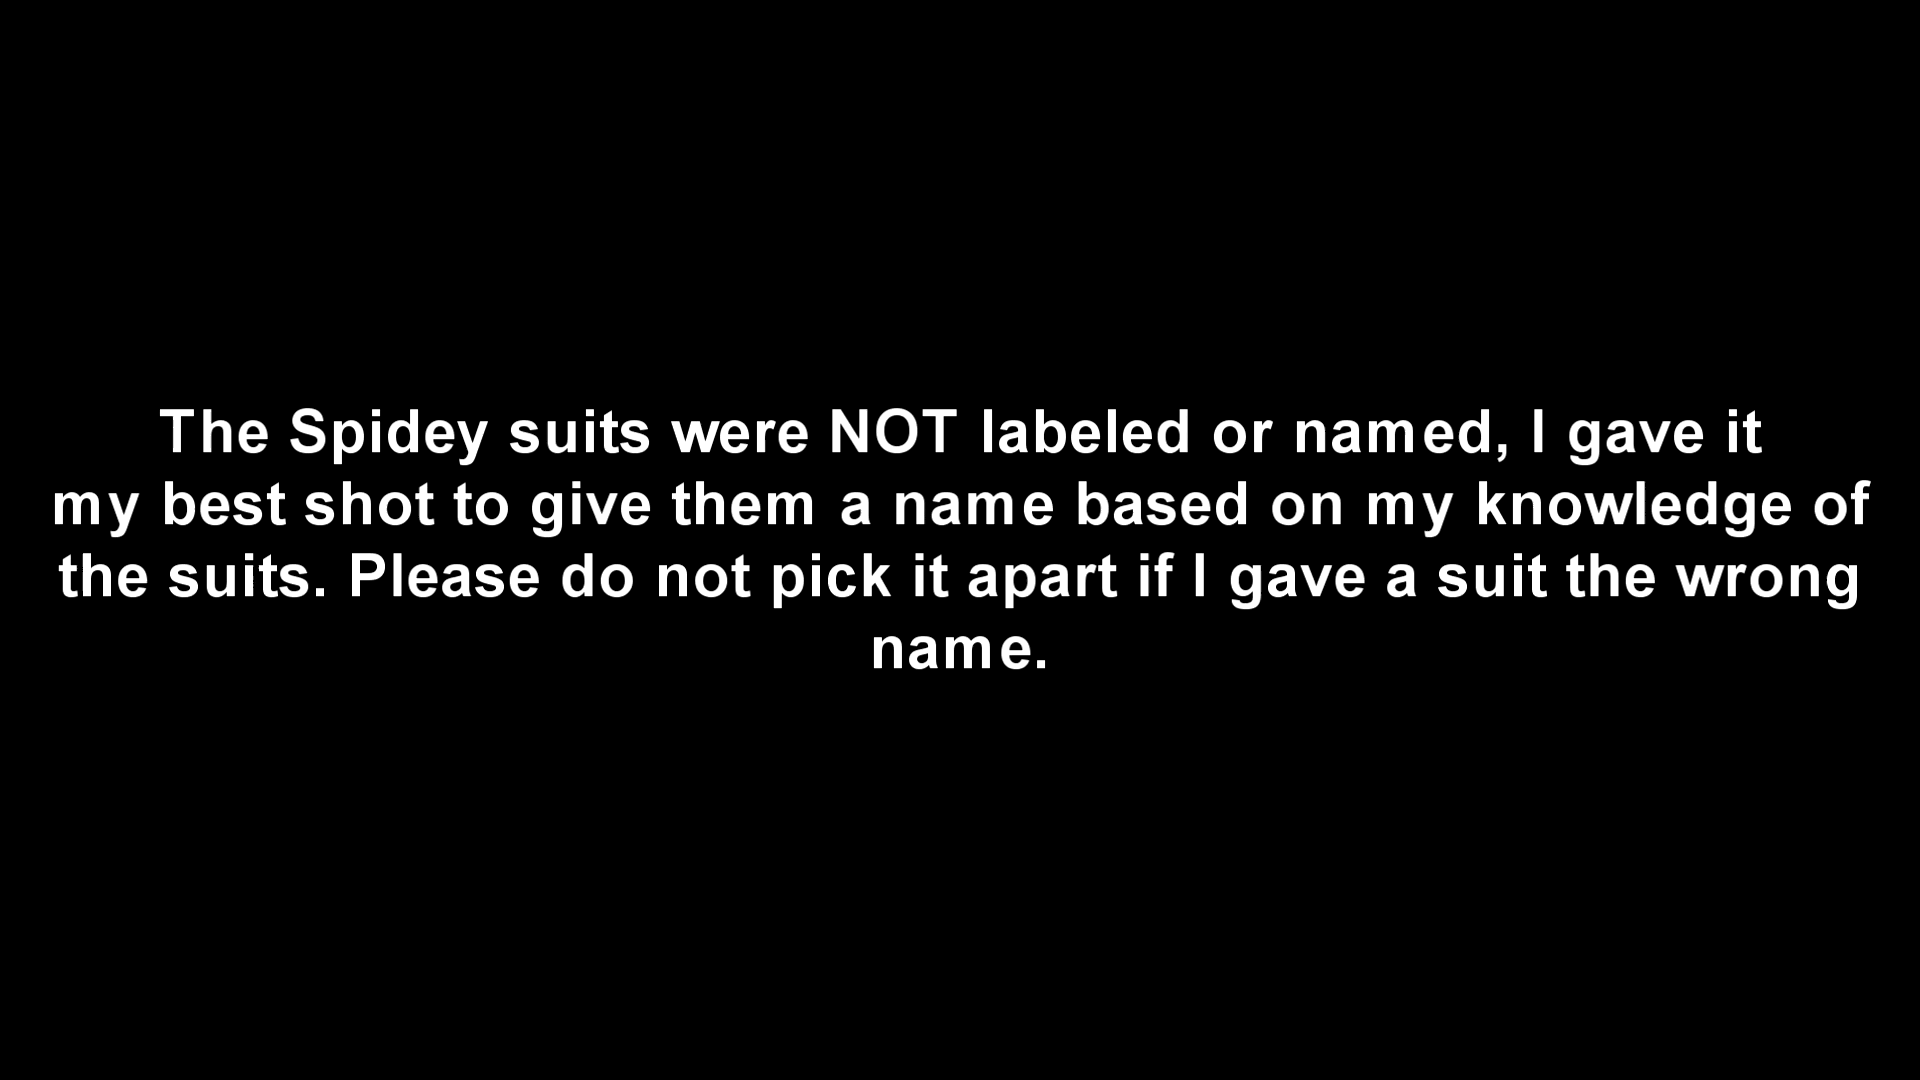 The Spidey suits were NOT labeled or named, I gave it
my best shot to give them a name based on my knowledge of
the suits. Please do not pick it apart if I gave a suit the wrong
name.